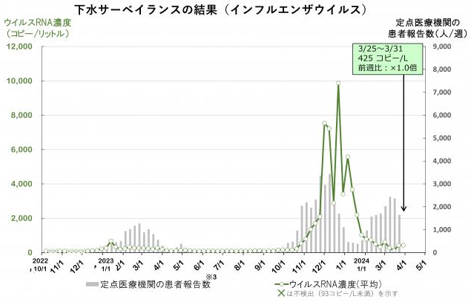 下水サーベイランスの結果（インフルエンザウイルス）
ウイルスRNA濃度
(コピー/リットル)
定点医療機関の
患者報告数(人/週)
3/25～3/31
425 コピー/L
前週比：×1.0倍
12,000
10,000
8,000
6,000
4,000
2,000
0
9,000
8,000
7,000
6,000
5,000
4,000
3,000
2,000
1,000
0
2022
10/1 11/1 12/1
2023
1/1 2/1 3/1 4/1 5/1 6/1 7/1 8/1 9/1 10/1 11/1 12/1
2024
1/1 2/1 3/1 4/1 5/1
※3
定点医療機関の患者報告数
ウイルスRNA濃度(平均)
×は不検出（93コピー/L未満）を示す